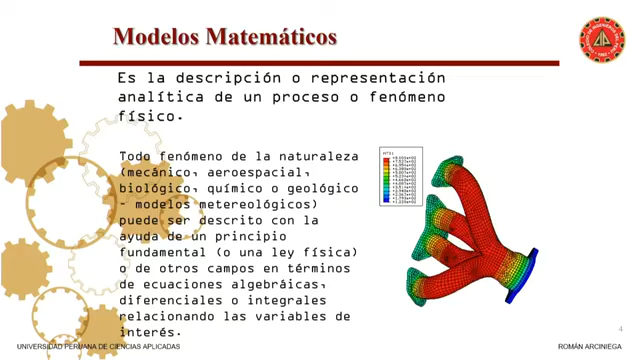 Modelos Matemáticos
Es la descripción o representación
analítica de un proceso o fenómeno
físico.
Todo fenómeno de la naturaleza
(mecánico, aeroespacial,
biológico, químico o geológico
- modelos metereológicos)
puede ser descrito con la
ayuda de un principio
fundamental (o una ley física)
o de otros campos en términos
de ecuaciones algebráicas,
diferenciales o integrales
relacionando las variables de
interés.
NT11
4
UNIVERSIDAD PERUANA DE CIENCIAS APLICADAS
ROMÁN ARCINIEGA